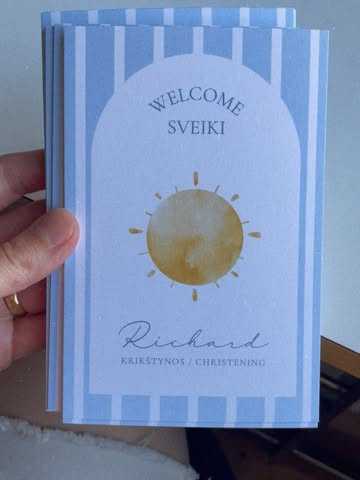 WELCOME
SVEIKI
Richard
KRIKŠTYNOS / CHRISTENING